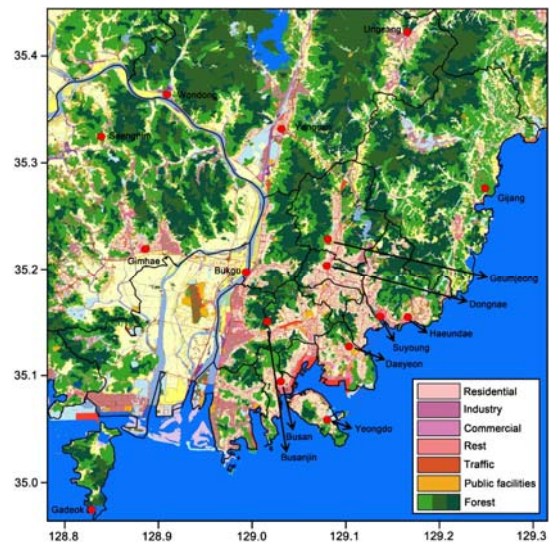 35.4
35.3
35.2
35.1
35.0
Ungsang
Wondong
Saengnim
Yangsan
Gijang
Gimhae
Bukgu
Geumjeong
Dongnae
Haeundae
Suyoung
Daeyeon
Busan
Busanjin
Yeongdo
Gadeok
Residential
Industry
Commercial
Rest
Traffic
Public facilities
Forest
128.8 128.9 129.0 129.1 129.2 129.3